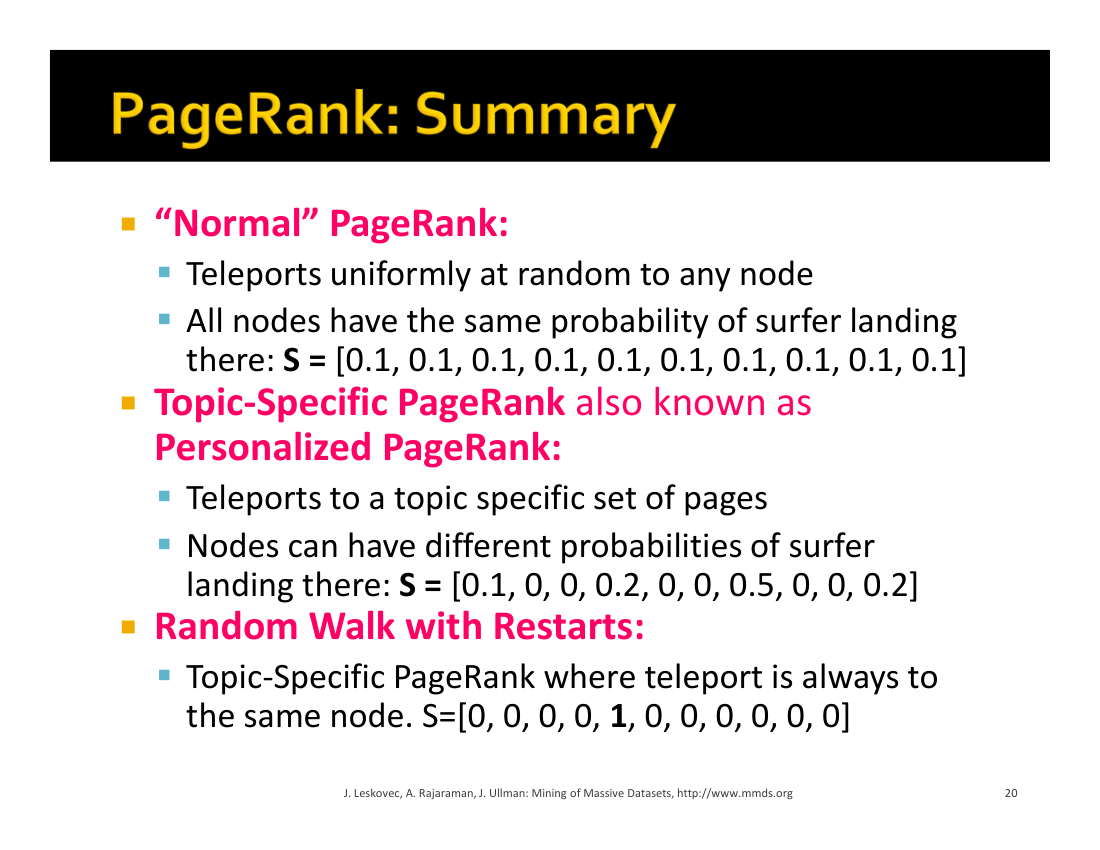 PageRank: Summary
“Normal” PageRank:
Teleports uniformly at random to any node
All nodes have the same probability of surfer landing
there: S = [0.1, 0.1, 0.1, 0.1, 0.1, 0.1, 0.1, 0.1, 0.1, 0.1]
Topic-Specific PageRank also known as
Personalized PageRank:
Teleports to a topic specific set of pages
Nodes can have different probabilities of surfer
landing there: S = [0.1, 0, 0, 0.2, 0, 0, 0.5, 0, 0, 0.2]
Random Walk with Restarts:
Topic-Specific PageRank where teleport is always to
the same node. S=[0, 0, 0, 0, 1, 0, 0, 0, 0, 0, 0]
J. Leskovec, A. Rajaraman, J. Ullman: Mining of Massive Datasets, http://www.mmds.org
20